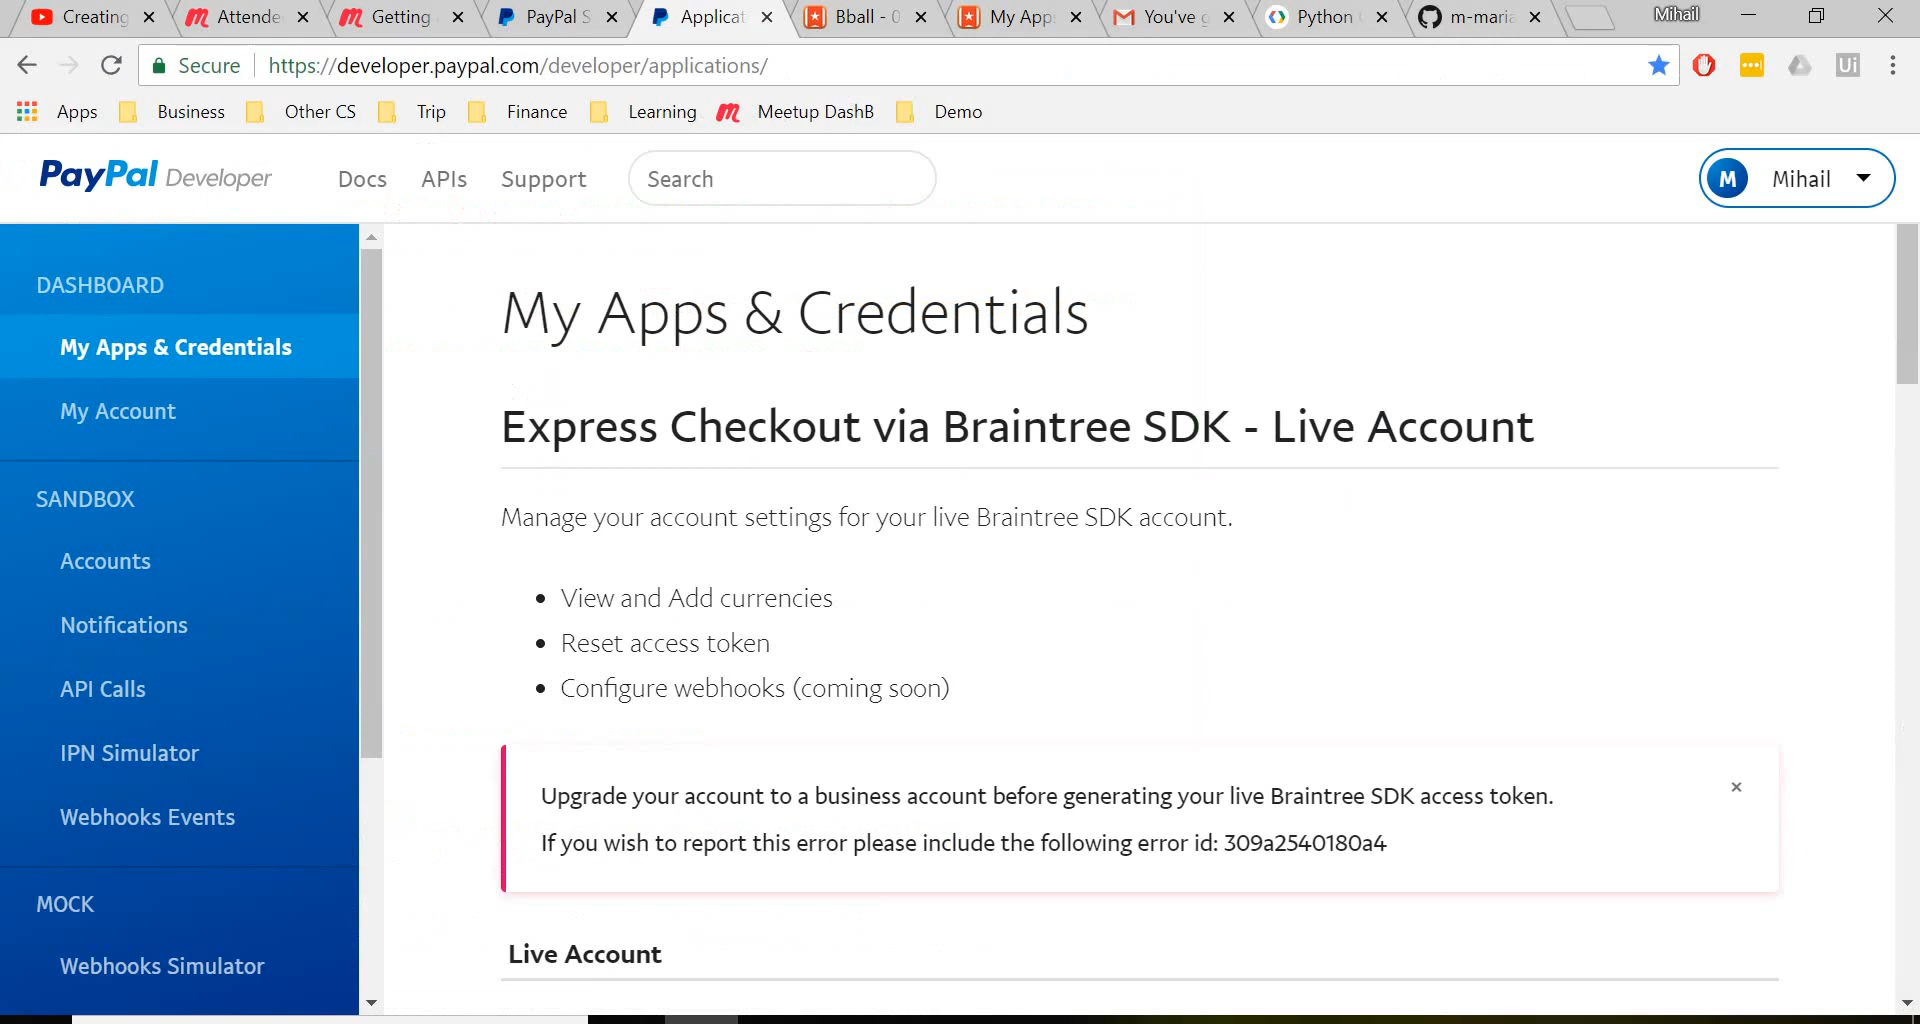 Creating
Attende
Getting
PayPal S
Applicat
Bball - 0
My Apps
You've g
Python
m-maria
Mihail
Secure https://developer.paypal.com/developer/applications/
Ui
Apps Business Other CS Trip Finance Learning Meetup DashB Demo
PayPal Developer Docs APIs Support Search M Mihail
DASHBOARD
My Apps & Credentials
My Account
SANDBOX
Accounts
Notifications
API Calls
IPN Simulator
Webhooks Events
MOCK
Webhooks Simulator
My Apps & Credentials
Express Checkout via Braintree SDK - Live Account
Manage your account settings for your live Braintree SDK account.
• View and Add currencies
• Reset access token
• Configure webhooks (coming soon)
Upgrade your account to a business account before generating your live Braintree SDK access token.
If you wish to report this error please include the following error id: 309a2540180a4
Live Account